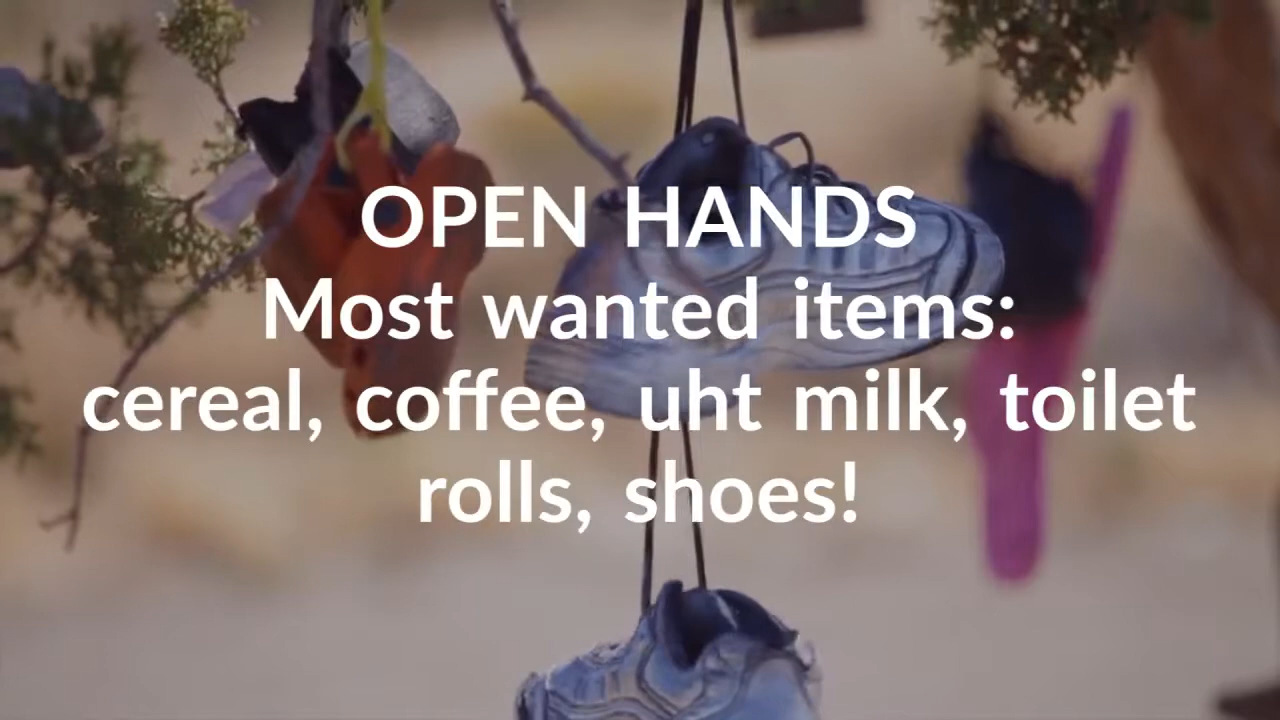 OPEN HANDS
Most wanted items:
cereal, coffee, uht milk, toilet
rolls, shoes!